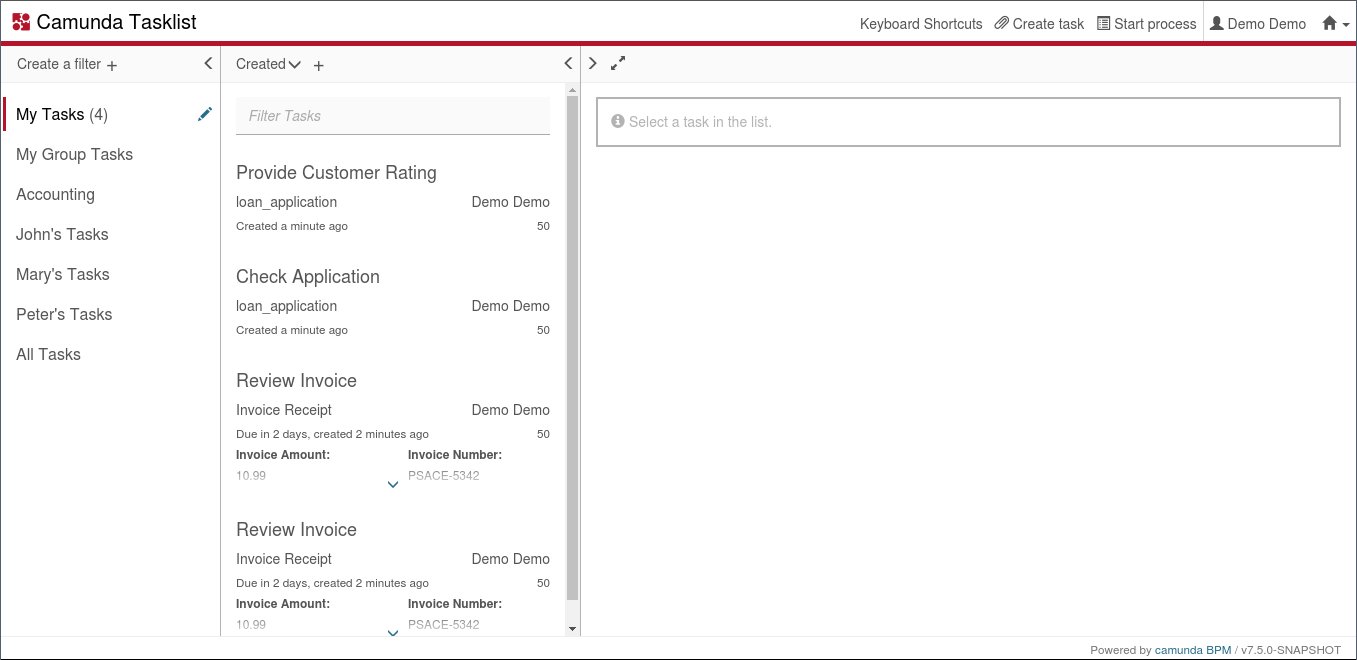 Camunda Tasklist
Keyboard Shortcuts Create task Start process Demo Demo
Create a filter +
My Tasks (4)
My Group Tasks
Accounting
John's Tasks
Mary's Tasks
Peter's Tasks
All Tasks
Created +
Filter Tasks
Provide Customer Rating
loan_application Demo Demo
Created a minute ago 50
Check Application
loan_application Demo Demo
Created a minute ago 50
Review Invoice
Invoice Receipt Demo Demo
Due in 2 days, created 2 minutes ago 50
Invoice Amount: Invoice Number:
10.99 PSACE-5342
Review Invoice
Invoice Receipt Demo Demo
Due in 2 days, created 2 minutes ago 50
Invoice Amount: Invoice Number:
10.99 PSACE-5342
Select a task in the list.
Powered by camunda BPM / v7.5.0-SNAPSHOT